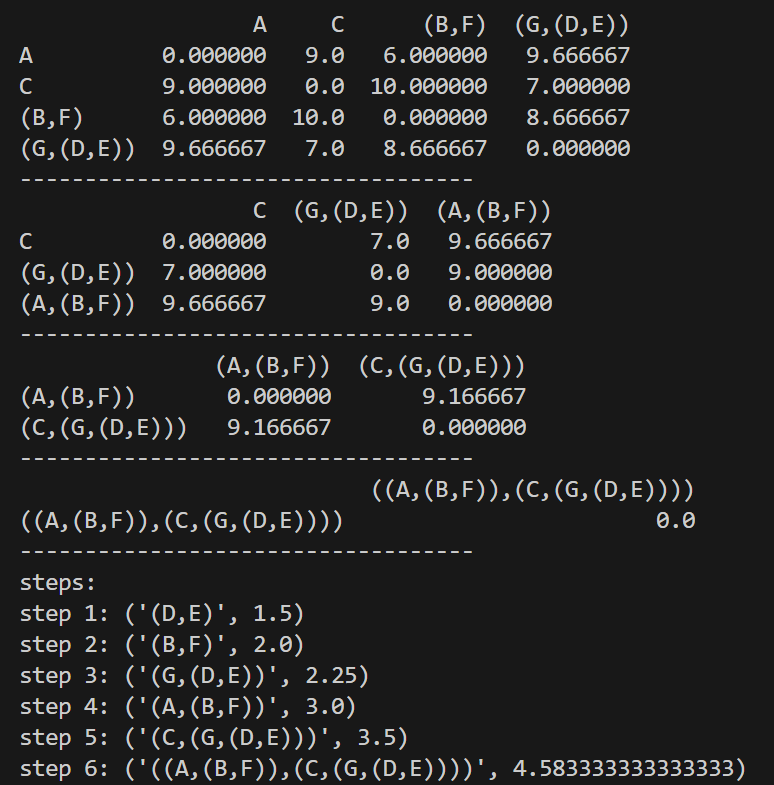 A    C     (B,F)  (G,(D,E))
A          0.000000  9.0  6.000000   9.666667
C          9.000000  0.0 10.000000   7.000000
(B,F)      6.000000 10.0  0.000000   8.666667
(G,(D,E))  9.666667  7.0  8.666667   0.000000
-----------------------------------
                  C  (G,(D,E))  (A,(B,F))
C          0.000000        7.0   9.666667
(G,(D,E))  7.000000        0.0   9.000000
(A,(B,F))  9.666667        9.0   0.000000
-----------------------------------
               (A,(B,F))  (C,(G,(D,E)))
(A,(B,F))       0.000000       9.166667
(C,(G,(D,E)))   9.166667       0.000000
-----------------------------------
                           ((A,(B,F)),(C,(G,(D,E))))
((A,(B,F)),(C,(G,(D,E))))                        0.0
-----------------------------------
steps:
step 1: ('(D,E)', 1.5)
step 2: ('(B,F)', 2.0)
step 3: ('(G,(D,E))', 2.25)
step 4: ('(A,(B,F))', 3.0)
step 5: ('(C,(G,(D,E)))', 3.5)
step 6: ('((A,(B,F)),(C,(G,(D,E))))', 4.583333333333333)